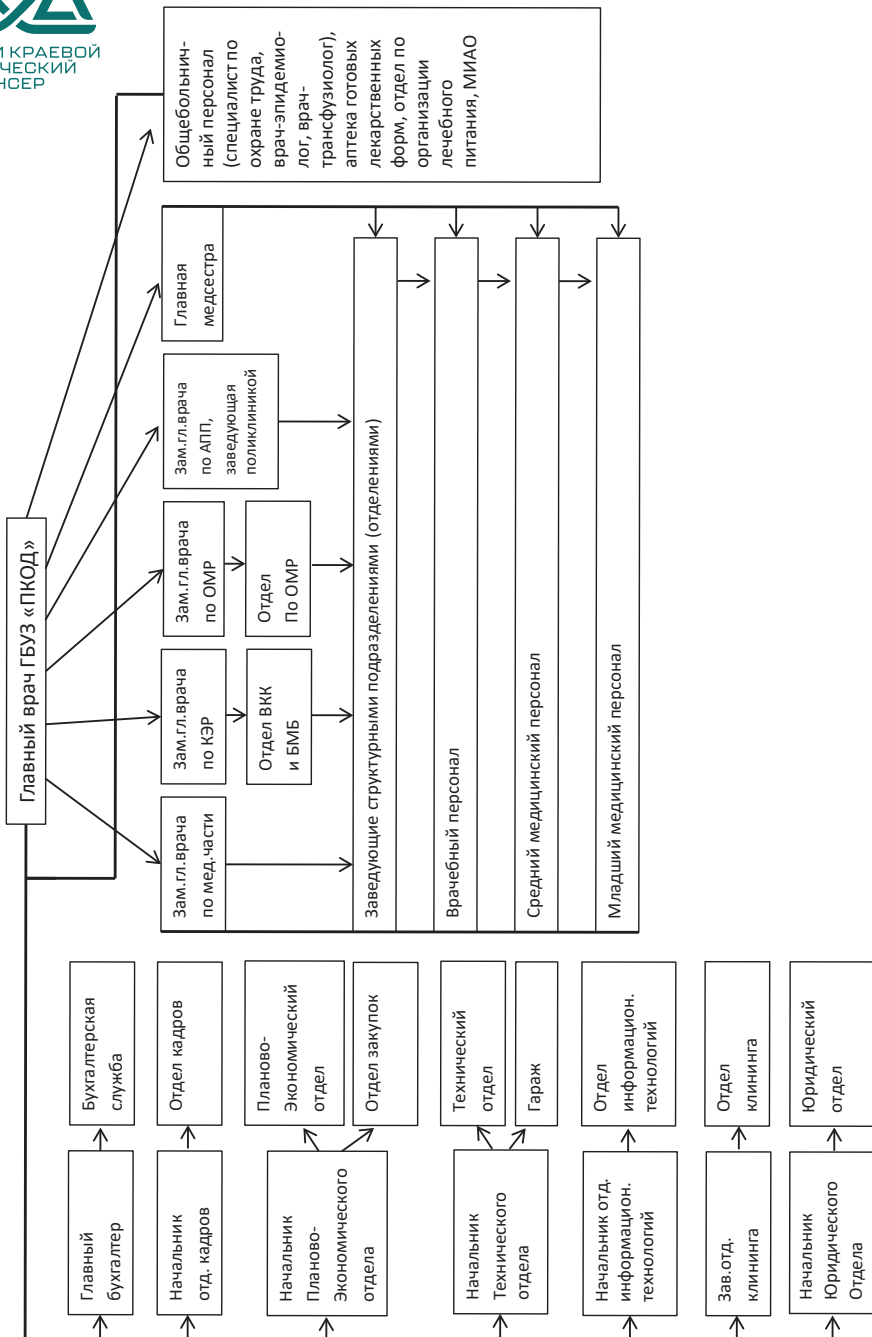 И КРАЕВОЙ
ЧЕСКИЙ
НСЕР
Главный врач ГБУЗ «ПКОД»
Общебольнич-
ный персонал
(специалист по
охране труда,
врач-эпидемио-
лог, врач-
трансфузиолог),
аптека готовых
лекарственных
форм, отдел по
организации
лечебного
питания, МИАО
Зам.гл.врача
по мед.части
Зам.гл.врача
по КЭР
Отдел ВКК
и БМБ
Зам.гл.врача
по ОМР
Отдел
По ОМР
Зам.гл.врача
по АПП,
заведующая
поликлиникой
Главная
медсестра
Заведующие структурными подразделениями (отделениями)
Врачебный персонал
Средний медицинский персонал
Младший медицинский персонал
Главный
бухгалтер
Бухгалтерская
служба
Начальник
отд. кадров
Отдел кадров
Начальник
Планово-
Экономического
отдела
Планово-
Экономический
отдел
Отдел закупок
Начальник
Технического
отдела
Технический
отдел
Гараж
Начальник отд.
информацион.
технологий
Отдел
информацион.
технологий
Зав.отд.
клининга
Отдел
клининга
Начальник
Юридического
Отдела
Юридический
отдел